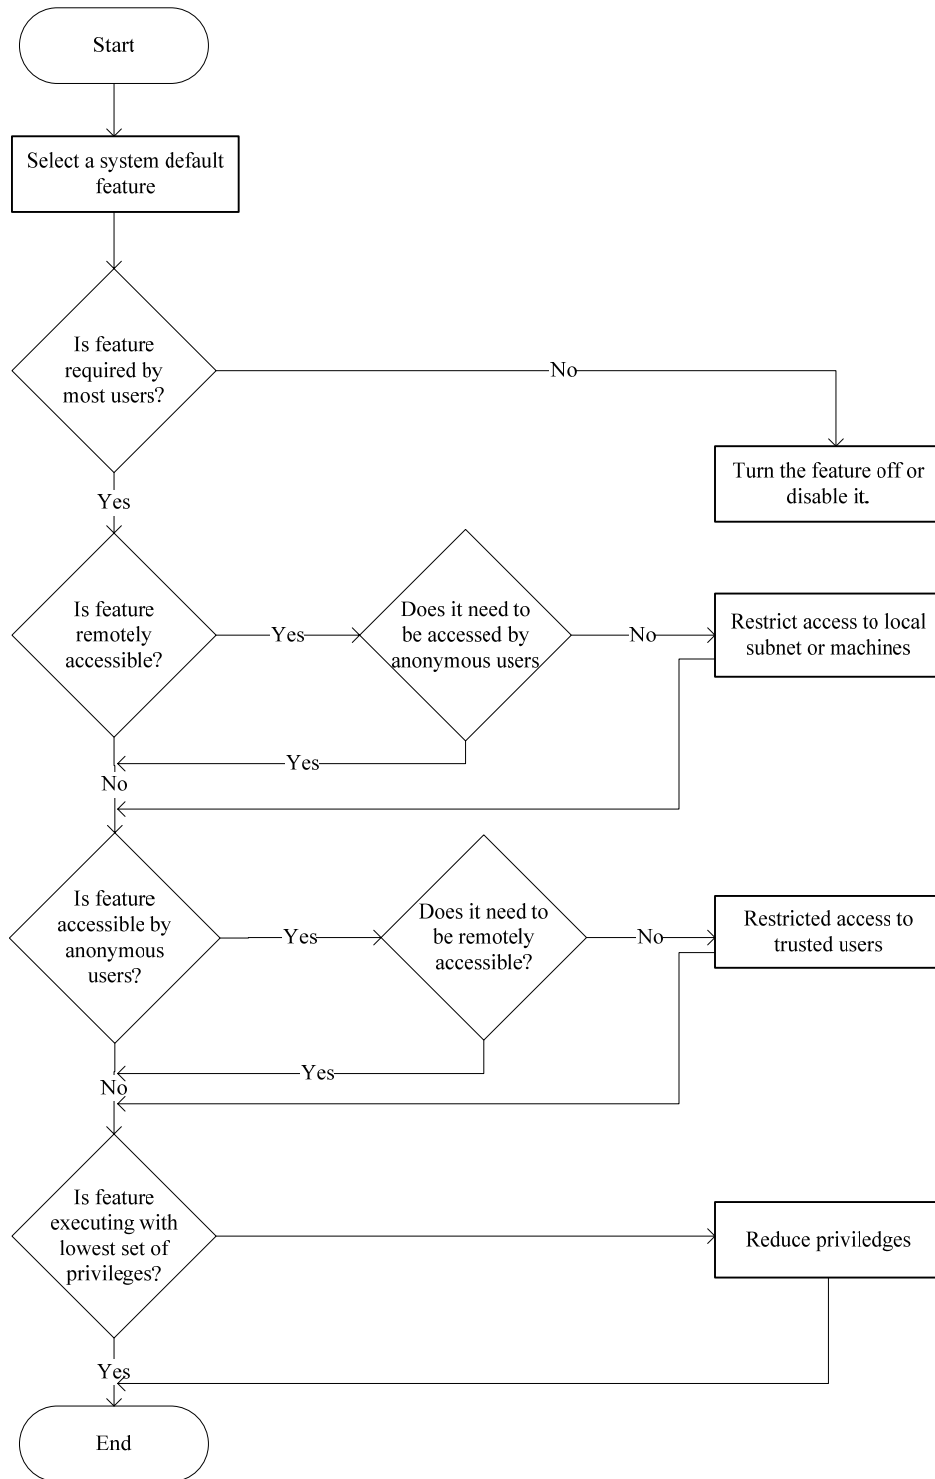 Start
Select a system default
feature
Is feature
required by
most users?
No
Turn the feature off or
disable it.
Yes
Is feature
remotely
accessible?
Yes
Does it need to
be accessed by
anonymous users
No
Restrict access to local
subnet or machines
Yes
No
Is feature
accessible by
anonymous
users?
Yes
Does it need to
be remotely
accessible?
No
Restricted access to
trusted users
Yes
No
Is feature
executing with
lowest set of
privileges?
Reduce priviledges
Yes
End